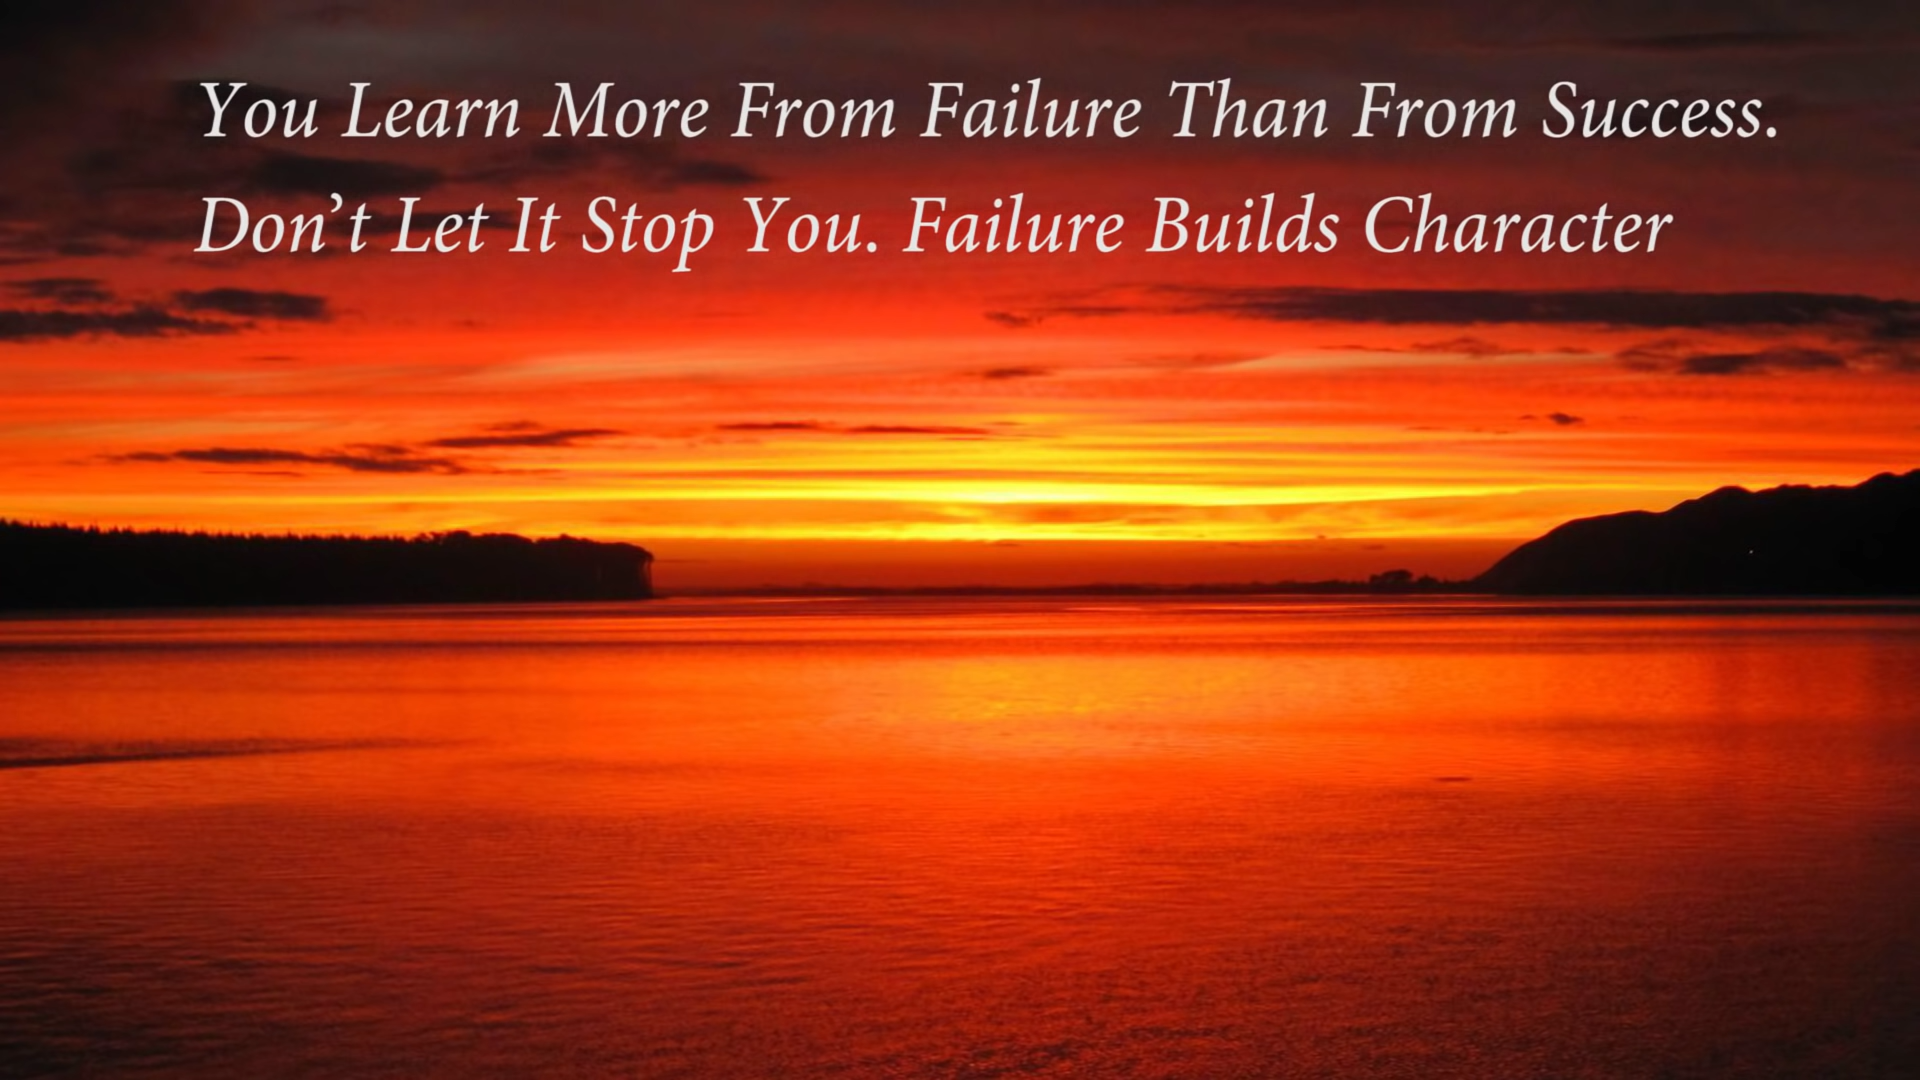 You Learn More From Failure Than From Success.
Don’t Let It Stop You. Failure Builds Character